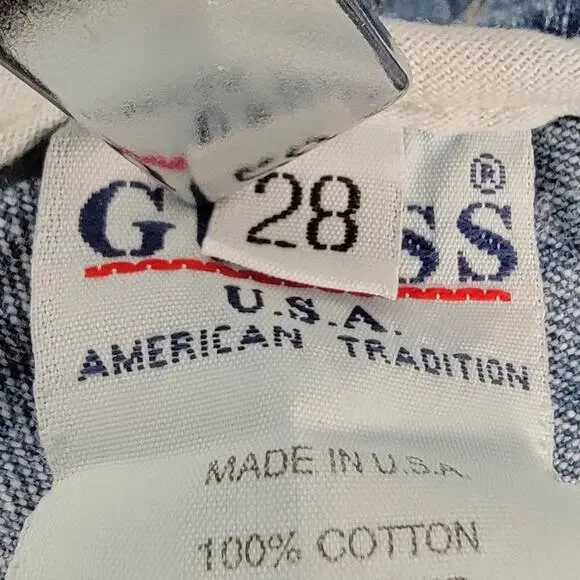 G SS ®
28
U.S.A.
AMERICAN TRADITION
MADE IN U.S.A.
100% COTTON